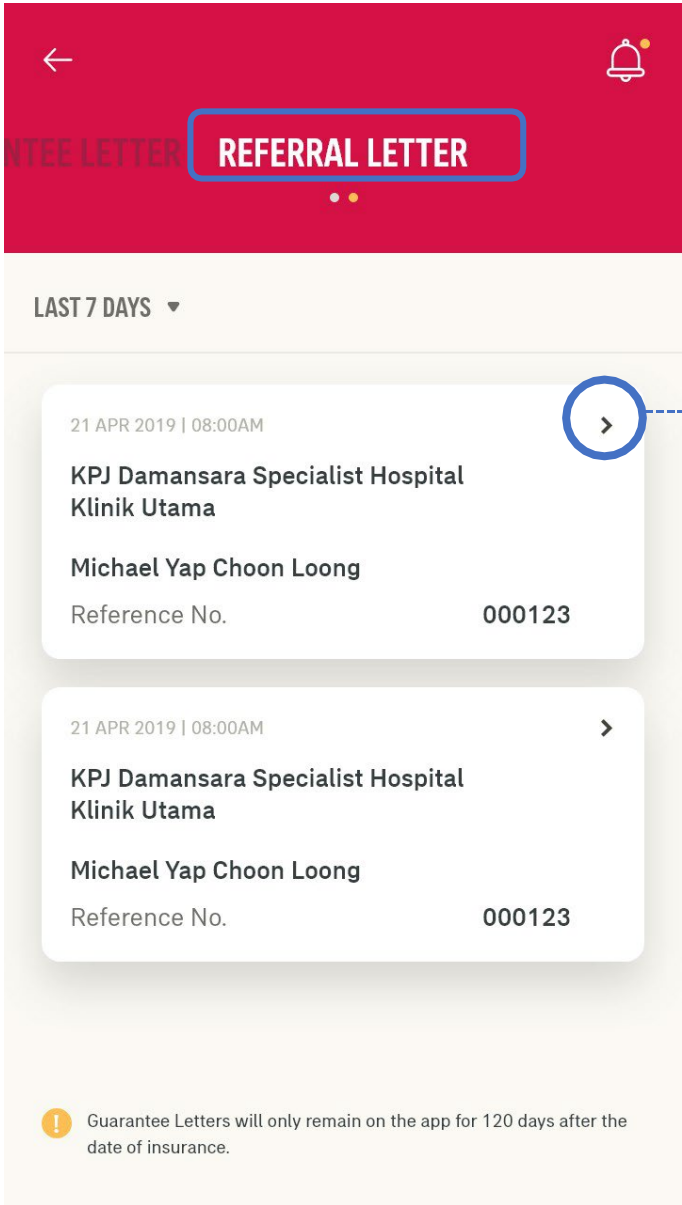 NTEE LETTER REFERRAL LETTER
LAST 7 DAYS
21 APR 2019 | 08:00AM
KPJ Damansara Specialist Hospital
Klinik Utama
Michael Yap Choon Loong
Reference No. 000123
21 APR 2019 | 08:00AM
KPJ Damansara Specialist Hospital
Klinik Utama
Michael Yap Choon Loong
Reference No. 000123
Guarantee Letters will only remain on the app for 120 days after the
date of insurance.